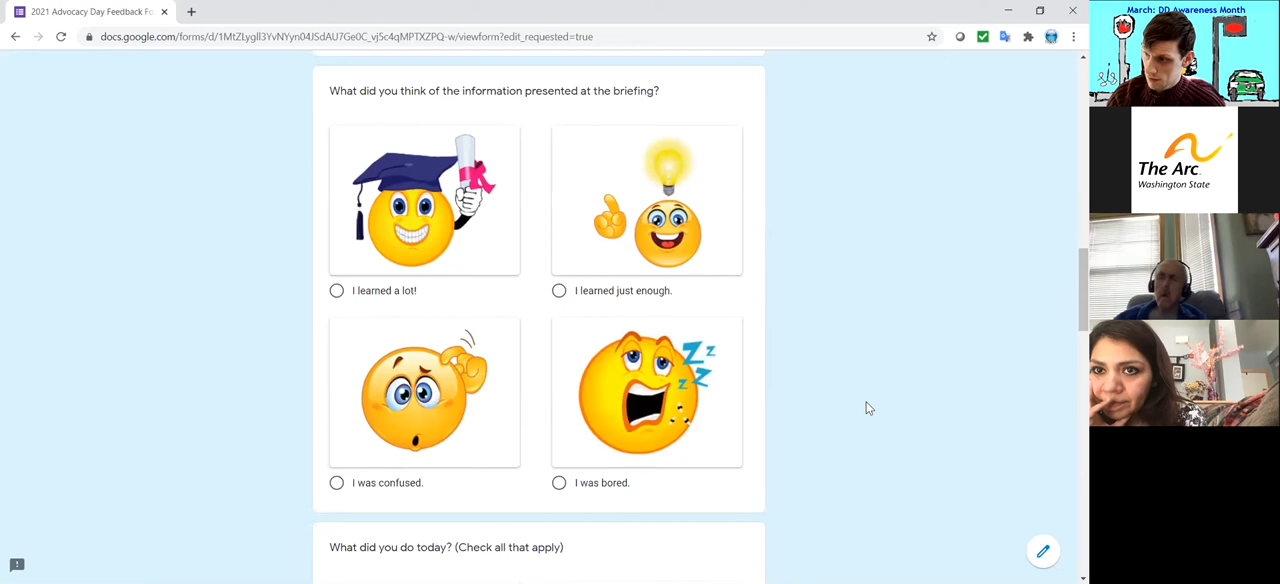 2021 Advocacy Day Feedback Fo
docs.google.com/forms/d/1MtZLygll3YvNYyn04JSdAU7Ge0C_vj5c4qMPTXZPQ-w/viewform?edit_requested=true
March: DD Awareness Month
What did you think of the information presented at the briefing?
I learned a lot!
I learned just enough.
Z Z
Z Z
I was confused.
I was bored.
What did you do today? (Check all that apply)
The Arc
Washington State